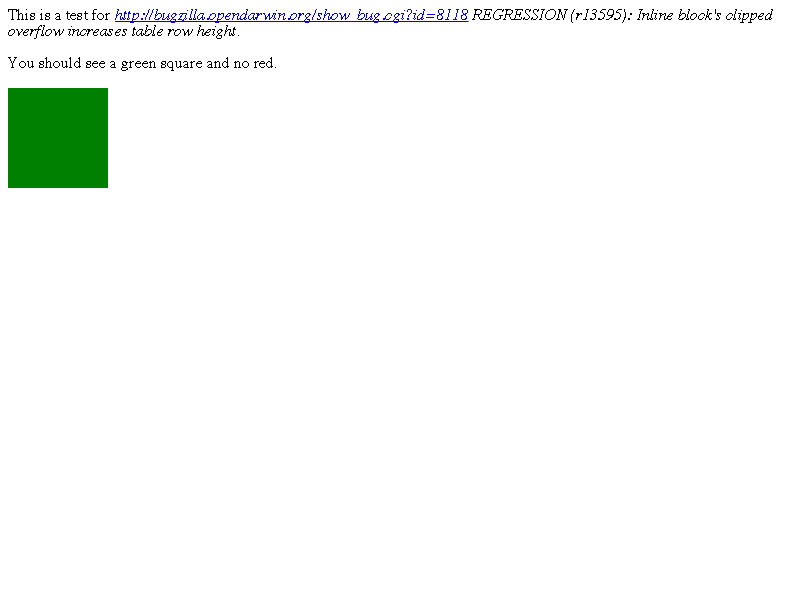 This is a test for http://bugzilla.opendarwin.org/show_bug.cgi?id=8118 REGRESSION (r13595): Inline block's clipped
overflow increases table row height.
You should see a green square and no red.